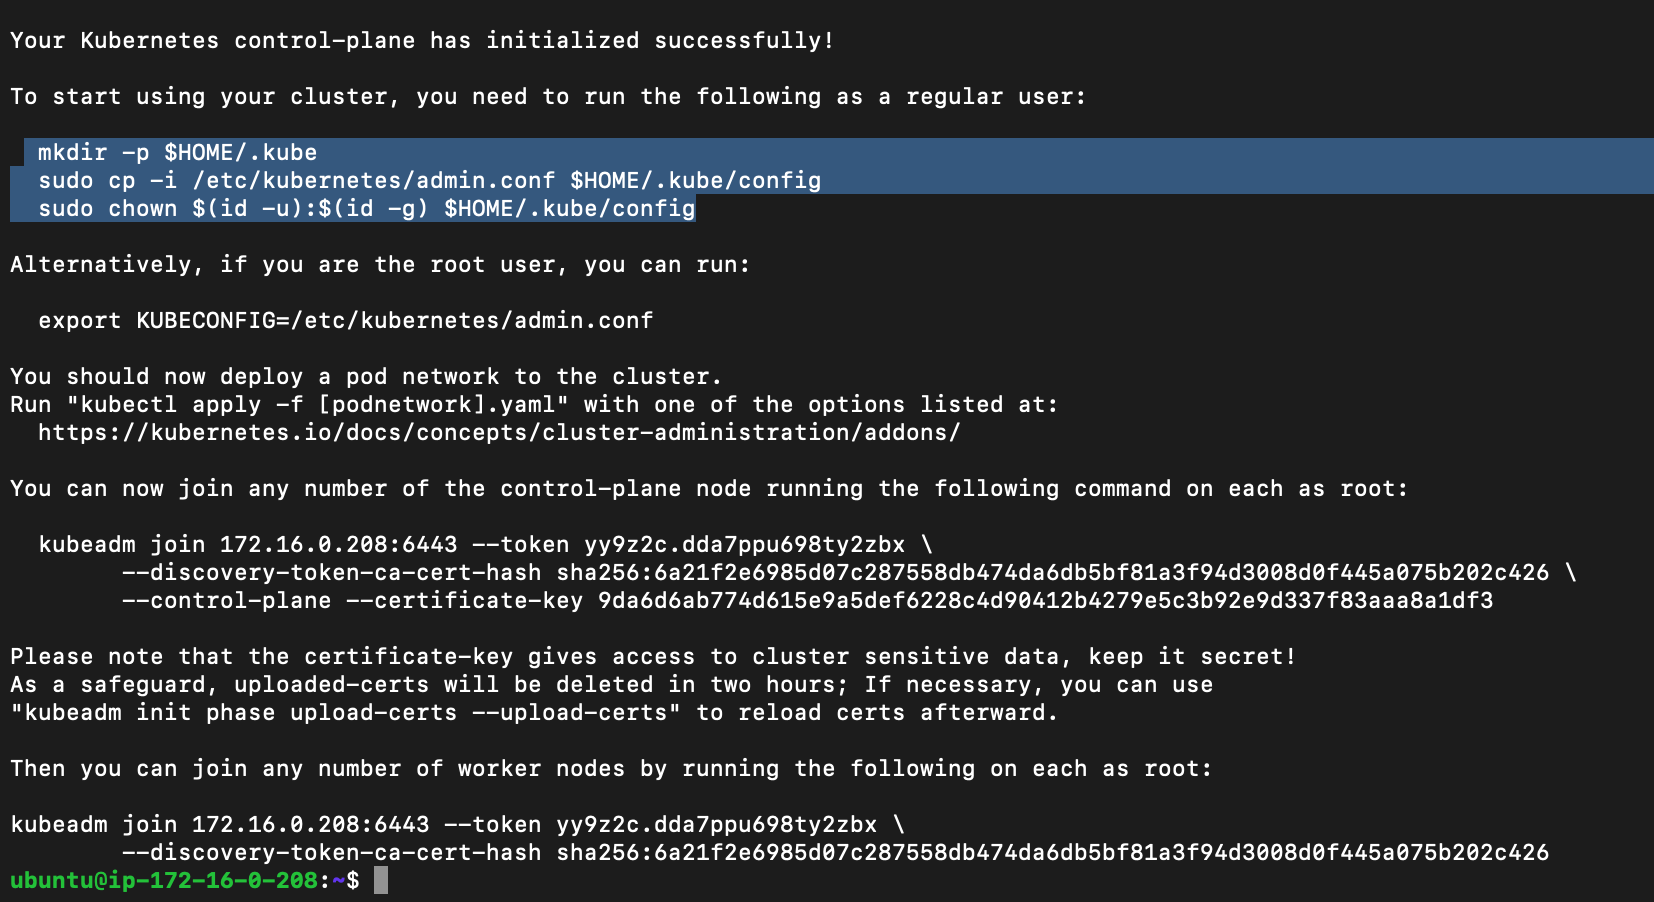 Your Kubernetes control-plane has initialized successfully!
To start using your cluster, you need to run the following as a regular user:
mkdir -p $HOME/.kube
sudo cp -i /etc/kubernetes/admin.conf $HOME/.kube/config
sudo chown $(id -u):$(id -g) $HOME/.kube/config
Alternatively, if you are the root user, you can run:
export KUBECONFIG=/etc/kubernetes/admin.conf
You should now deploy a pod network to the cluster.
Run "kubectl apply -f [podnetwork].yaml" with one of the options listed at:
https://kubernetes.io/docs/concepts/cluster-administration/addons/
You can now join any number of the control-plane node running the following command on each as root:
kubeadm join 172.16.0.208:6443 --token yy9z2c.dda7ppu698ty2zbx \
--discovery-token-ca-cert-hash sha256:6a21f2e6985d07c287558db474da6db5bf81a3f94d3008d0f445a075b202c426 \
--control-plane --certificate-key 9da6d6ab774d615e9a5def6228c4d90412b4279e5c3b92e9d337f83aaa8a1df3
Please note that the certificate-key gives access to cluster sensitive data, keep it secret!
As a safeguard, uploaded-certs will be deleted in two hours; If necessary, you can use
"kubeadm init phase upload-certs --upload-certs" to reload certs afterward.
Then you can join any number of worker nodes by running the following on each as root:
kubeadm join 172.16.0.208:6443 --token yy9z2c.dda7ppu698ty2zbx \
--discovery-token-ca-cert-hash sha256:6a21f2e6985d07c287558db474da6db5bf81a3f94d3008d0f445a075b202c426
ubuntu@ip-172-16-0-208:~$